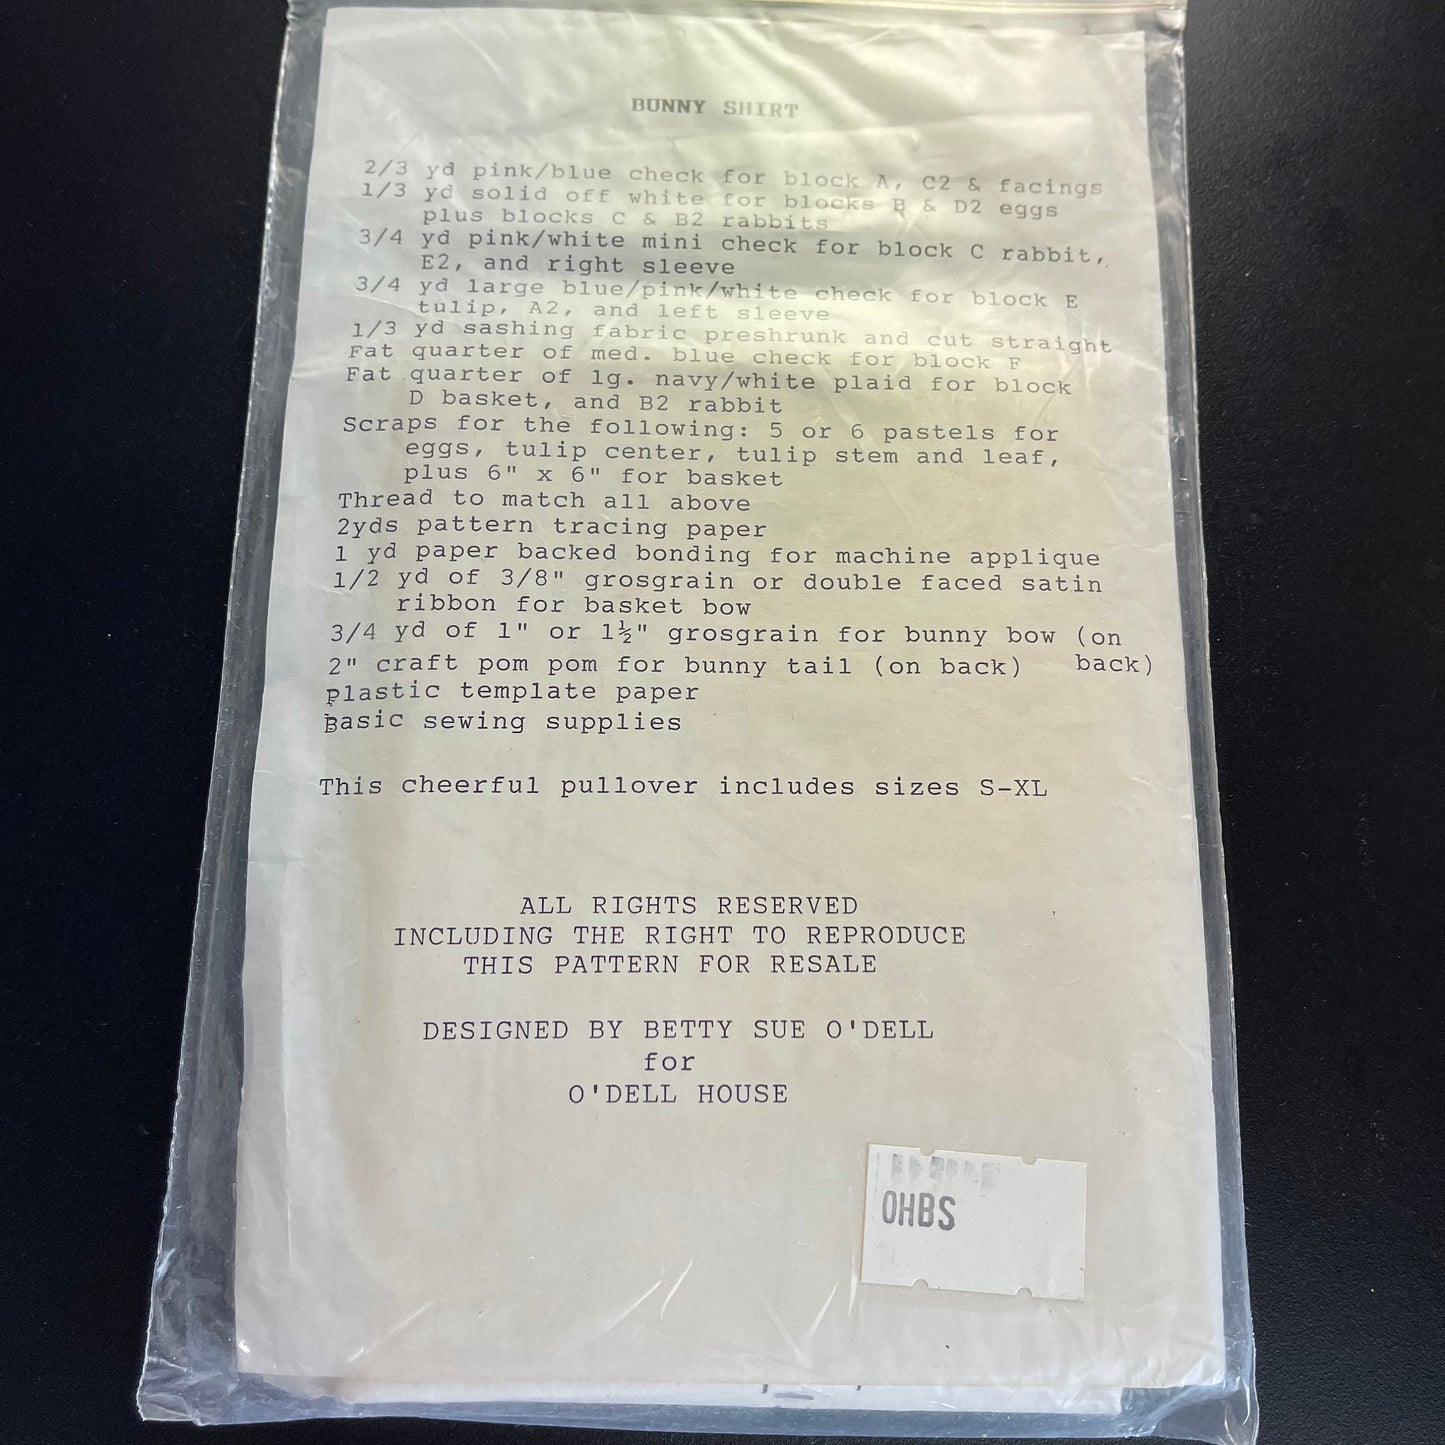 BUNNY SHIRT
2/3 yd pink/blue check for block A, C2 & facings
1/3 yd solid off white for blocks B & D2 eggs
plus blocks C & B2 rabbits
3/4 yd pink/white mini check for block C rabbit,
E2, and right sleeve
3/4 yd large blue/pink/white check for block E
tulip, A2, and left sleeve
1/3 yd sashing fabric preshrunk and cut straight
Fat quarter of med. blue check for block F
Fat quarter of lg. navy/white plaid for block
D basket, and B2 rabbit
Scraps for the following: 5 or 6 pastels for
eggs, tulip center, tulip stem and leaf,
plus 6" x 6" for basket
Thread to match all above
2yds pattern tracing paper
1 yd paper backed bonding for machine applique
1/2 yd of 3/8" grosgrain or double faced satin
ribbon for basket bow
3/4 yd of 1" or 1½" grosgrain for bunny bow (on
2" craft pom pom for bunny tail (on back) back)
plastic template paper
Basic sewing supplies
This cheerful pullover includes sizes S-XL
ALL RIGHTS RESERVED
INCLUDING THE RIGHT TO REPRODUCE
THIS PATTERN FOR RESALE
DESIGNED BY BETTY SUE O'DELL
for
O'DELL HOUSE
OHBS